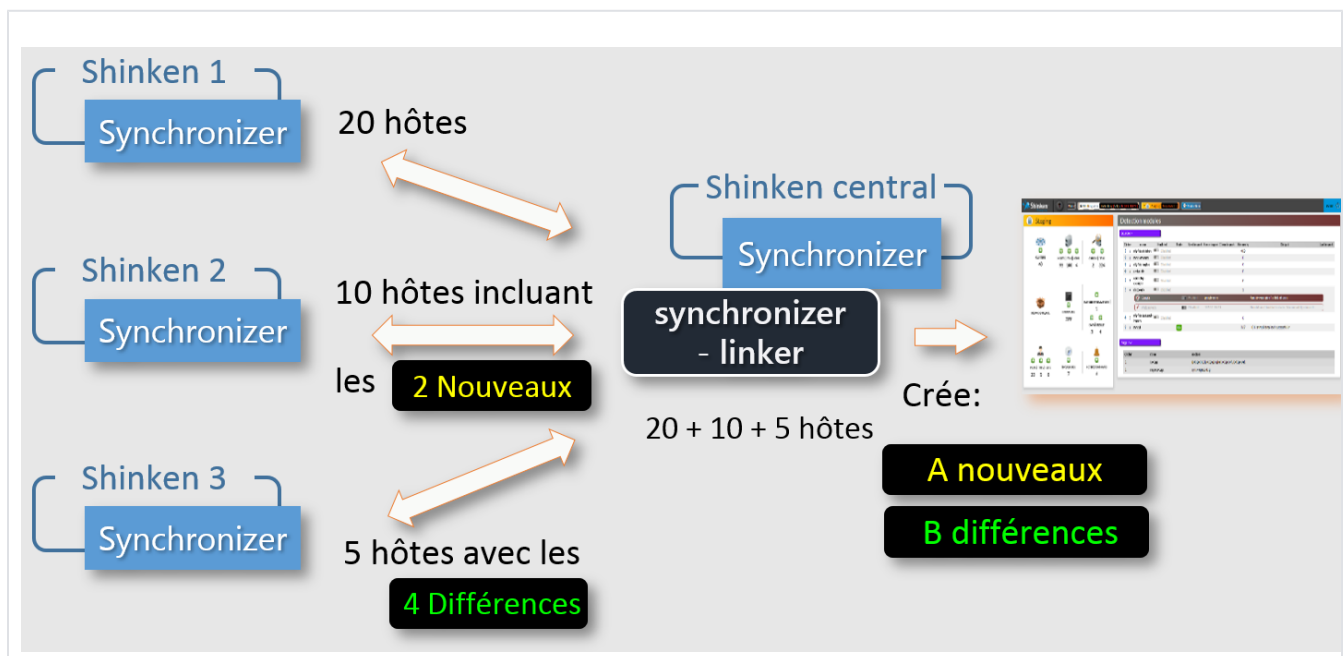 Shinken 1
Synchronizer
20 hôtes
Shinken 2
Synchronizer
10 hôtes incluant
les 2 Nouveaux
Shinken 3
Synchronizer
5 hôtes avec les
4 Différences
Shinken central
Synchronizer
synchronizer
- linker
20 + 10 + 5 hôtes
Crée:
A nouveaux
B différences